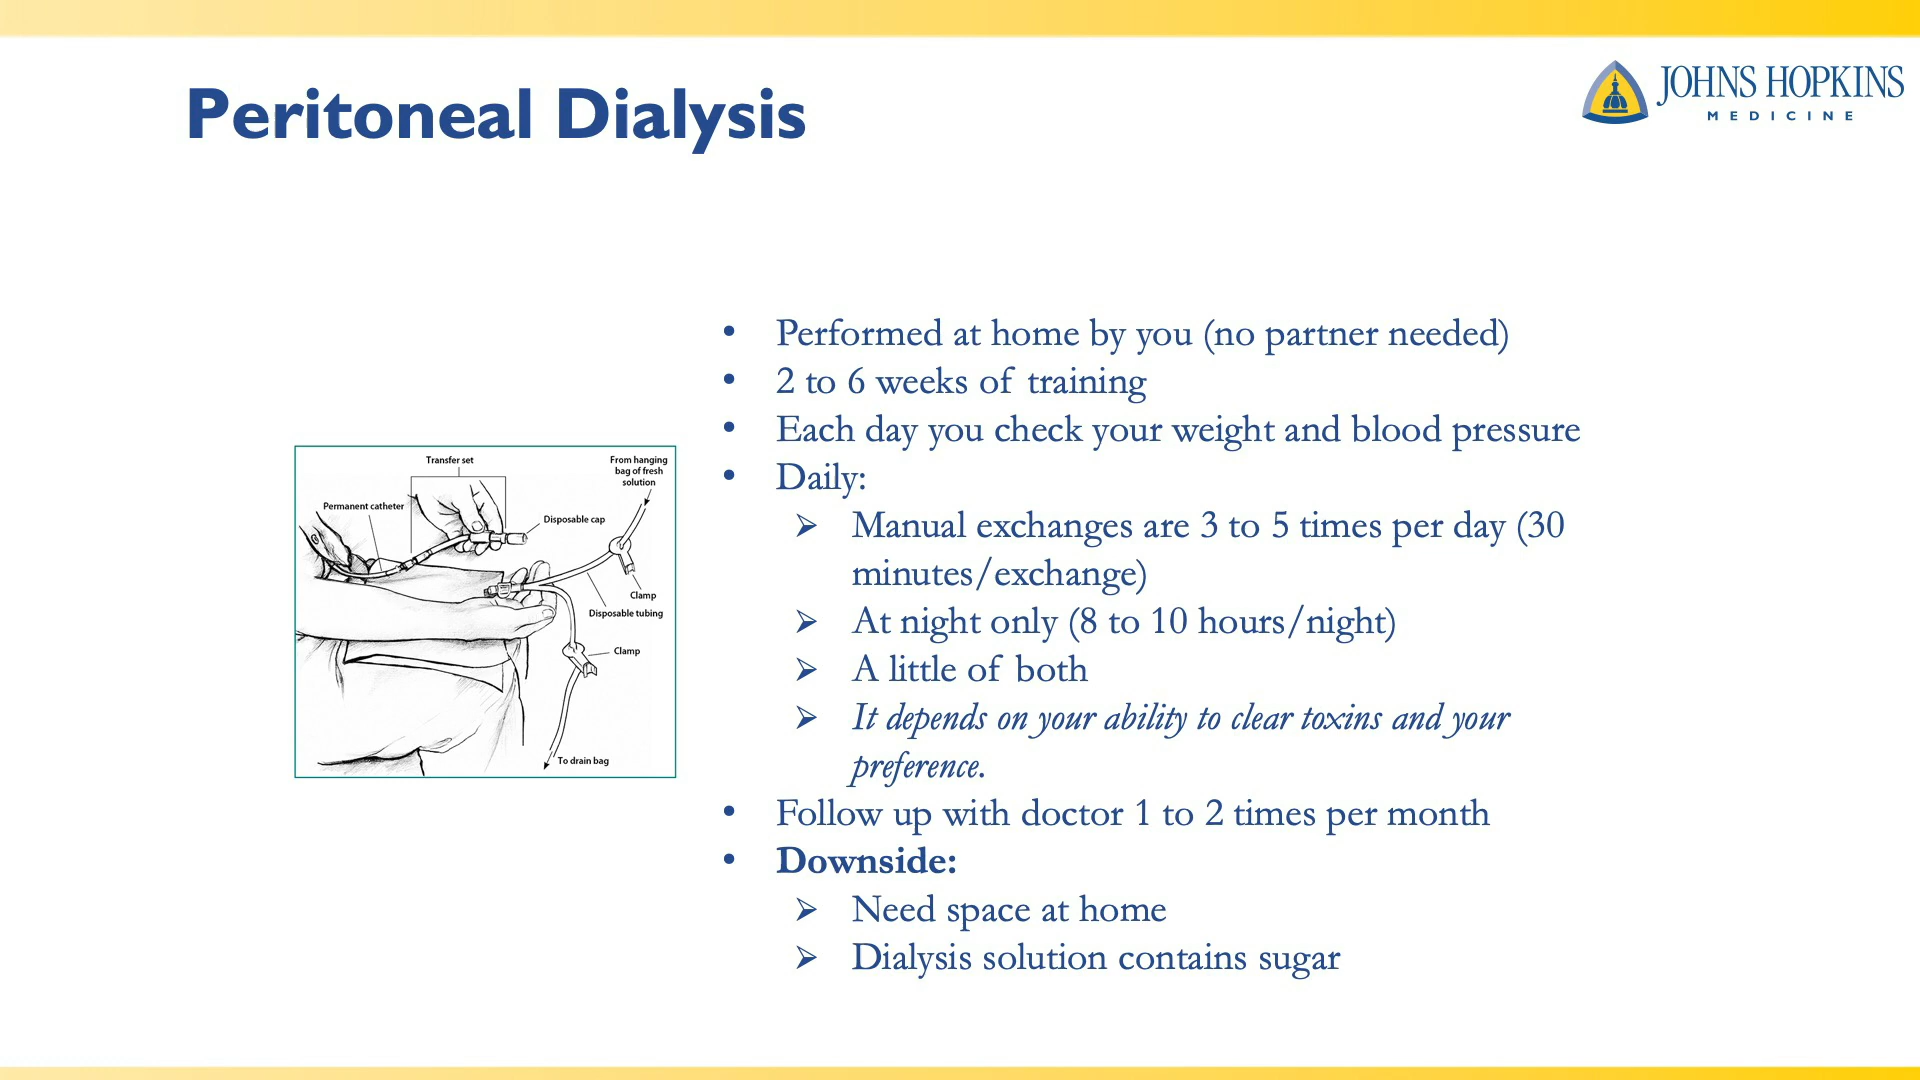 Peritoneal Dialysis
JOHNS HOPKINS
MEDICINE
• Performed at home by you (no partner needed)
• 2 to 6 weeks of training
• Each day you check your weight and blood pressure
• Daily:
➢ Manual exchanges are 3 to 5 times per day (30
minutes/exchange)
➢ At night only (8 to 10 hours/night)
➢ A little of both
➢ It depends on your ability to clear toxins and your
preference.
• Follow up with doctor 1 to 2 times per month
• Downside:
➢ Need space at home
➢ Dialysis solution contains sugar
Transfer set
From hanging
bag of fresh
solution
Permanent catheter
Disposable cap
Clamp
Disposable tubing
Clamp
To drain bag